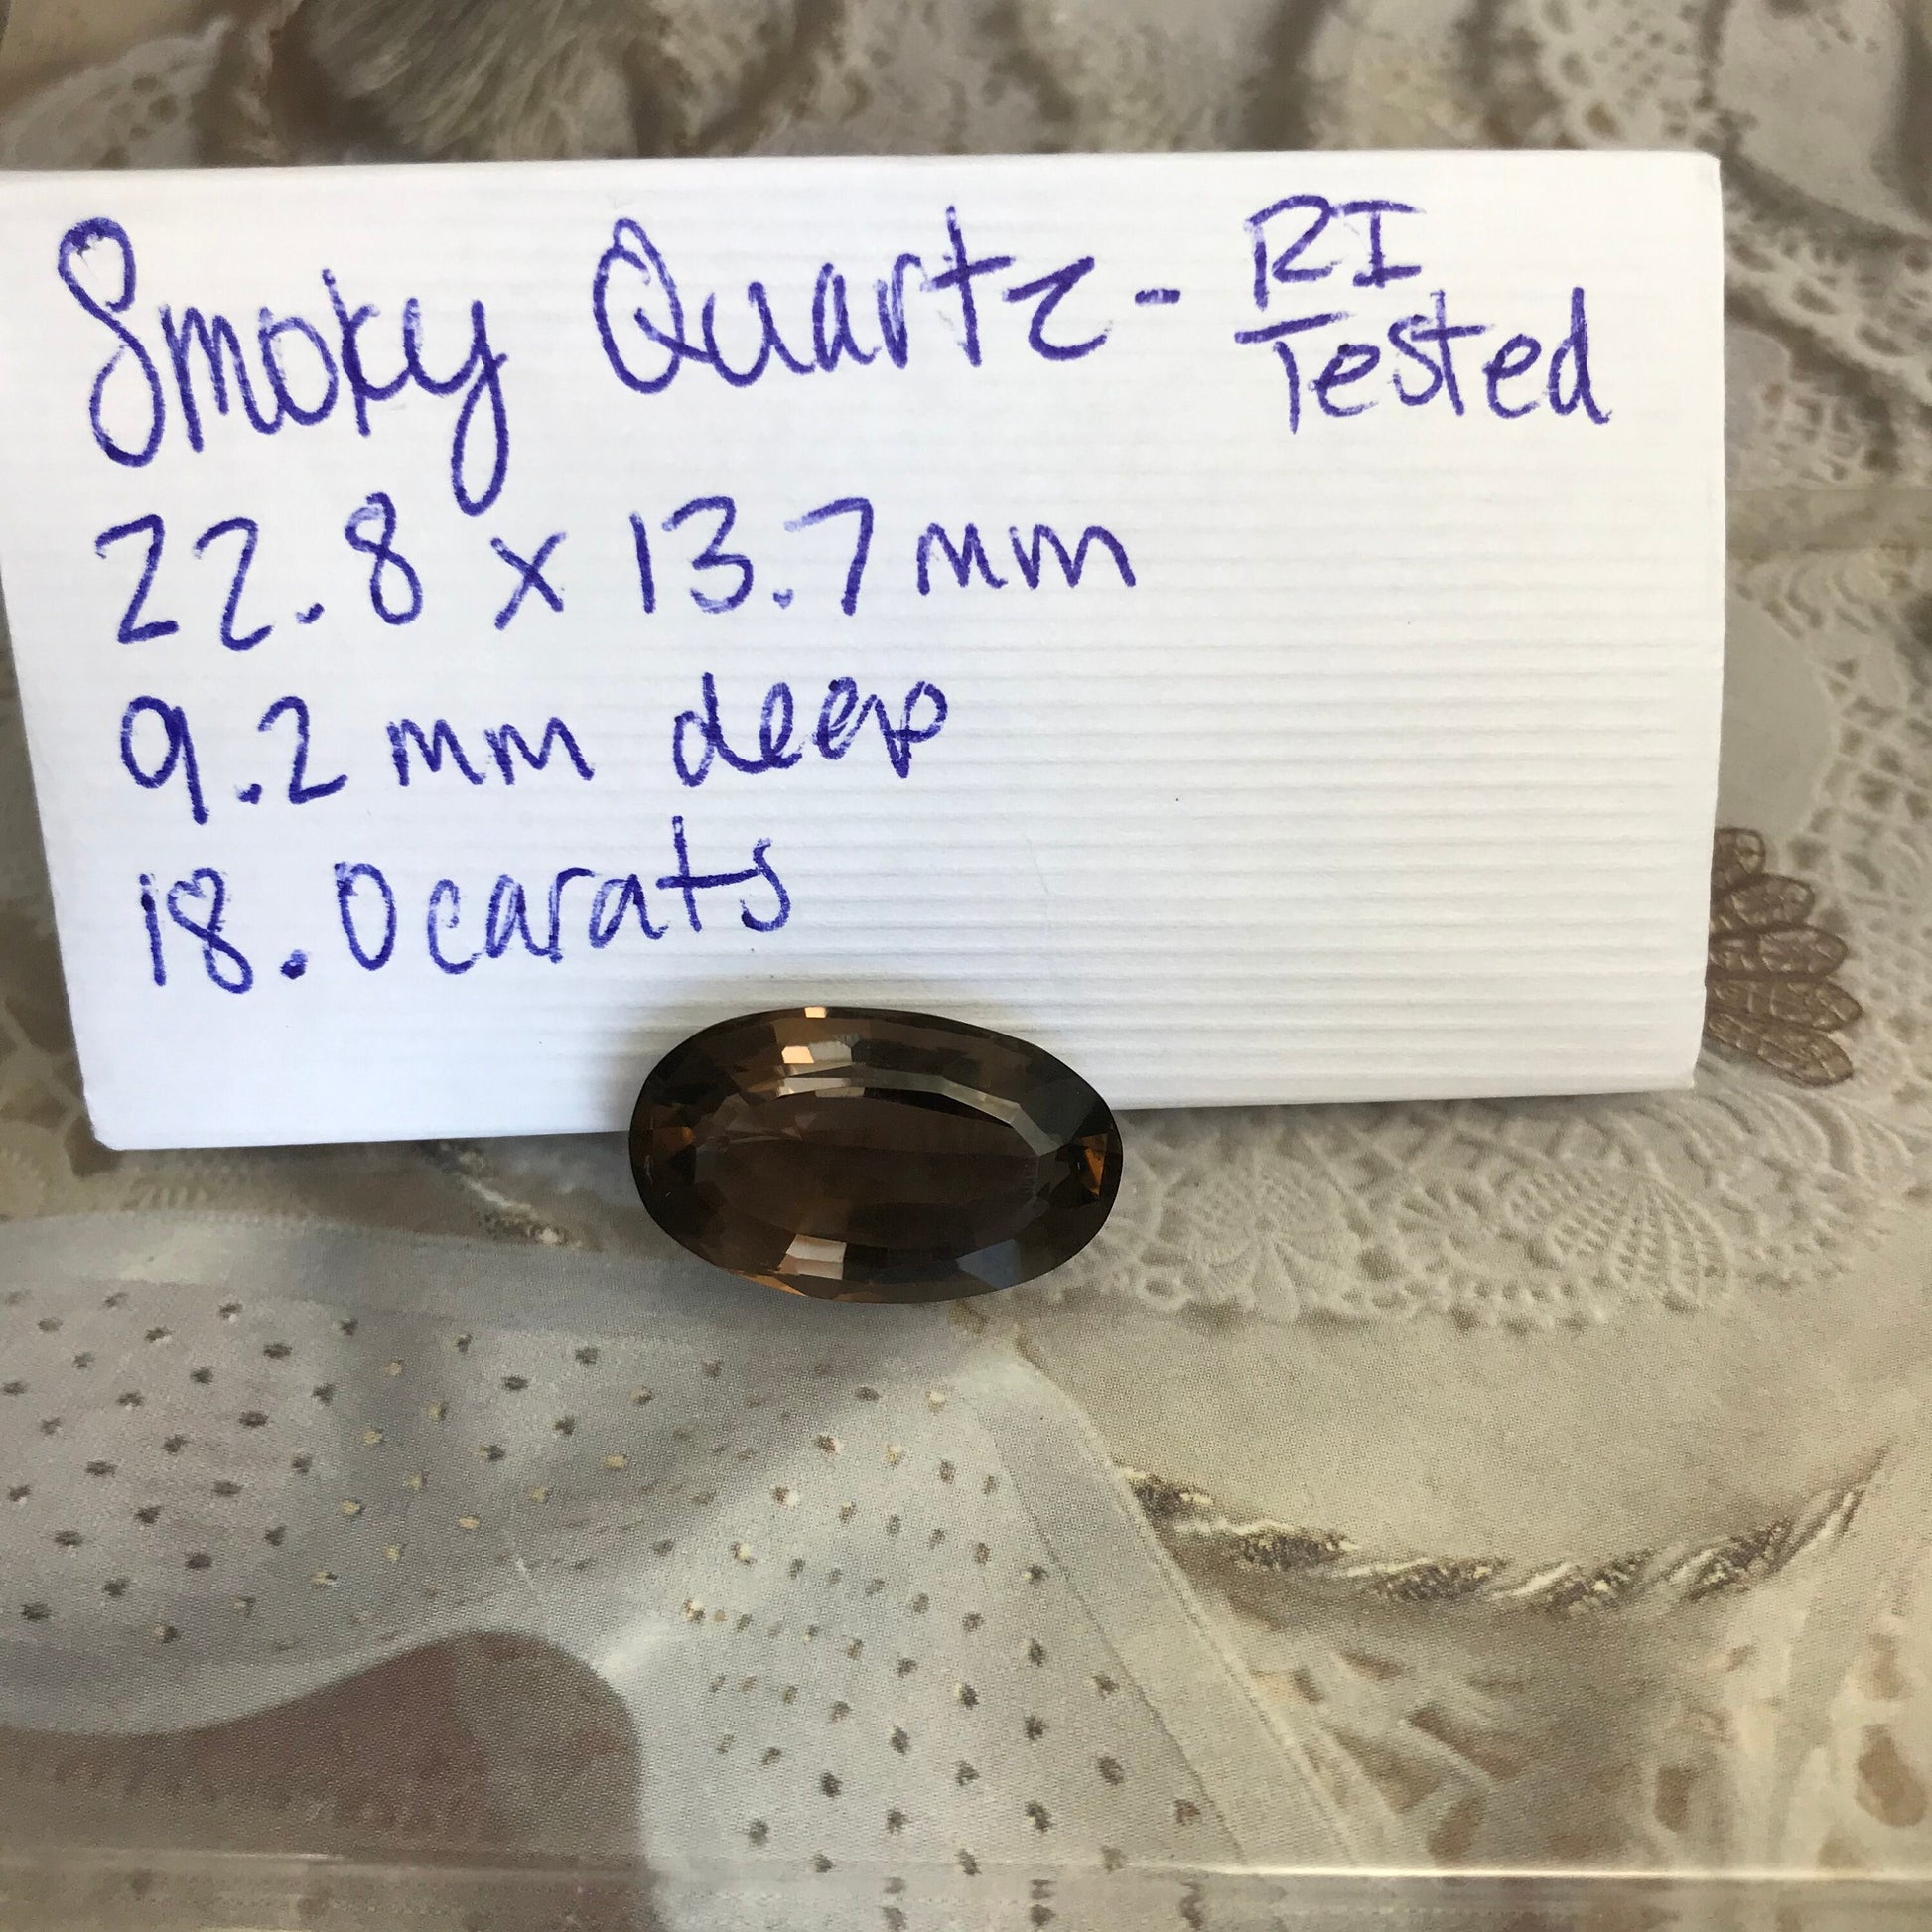 Smoky Quartz - RI
Tested
22.8 x 13.7 mm
9.2 mm deep
18.0 carats